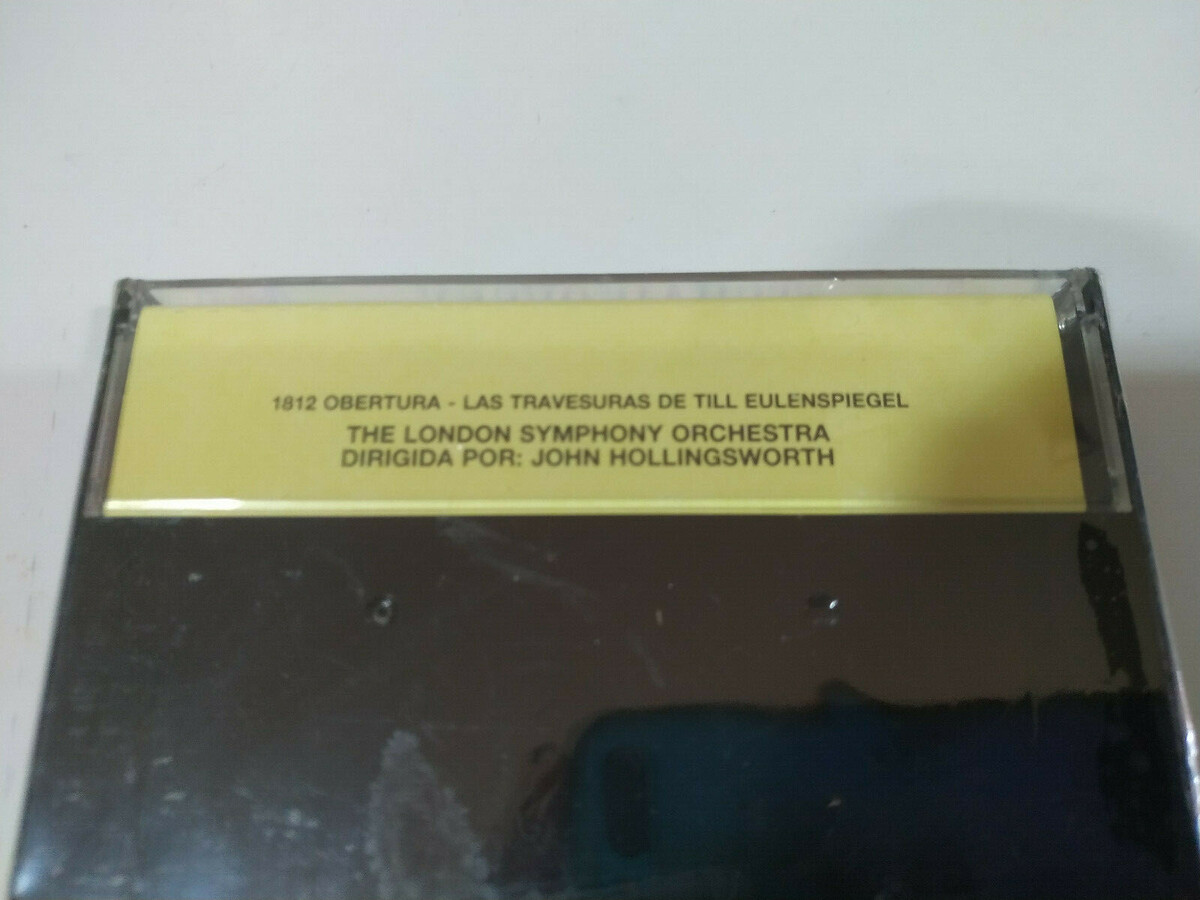 1812 OBERTURA - LAS TRAVESURAS DE TILL EULENSPIEGEL
THE LONDON SYMPHONY ORCHESTRA
DIRIGIDA POR: JOHN HOLLINGSWORTH